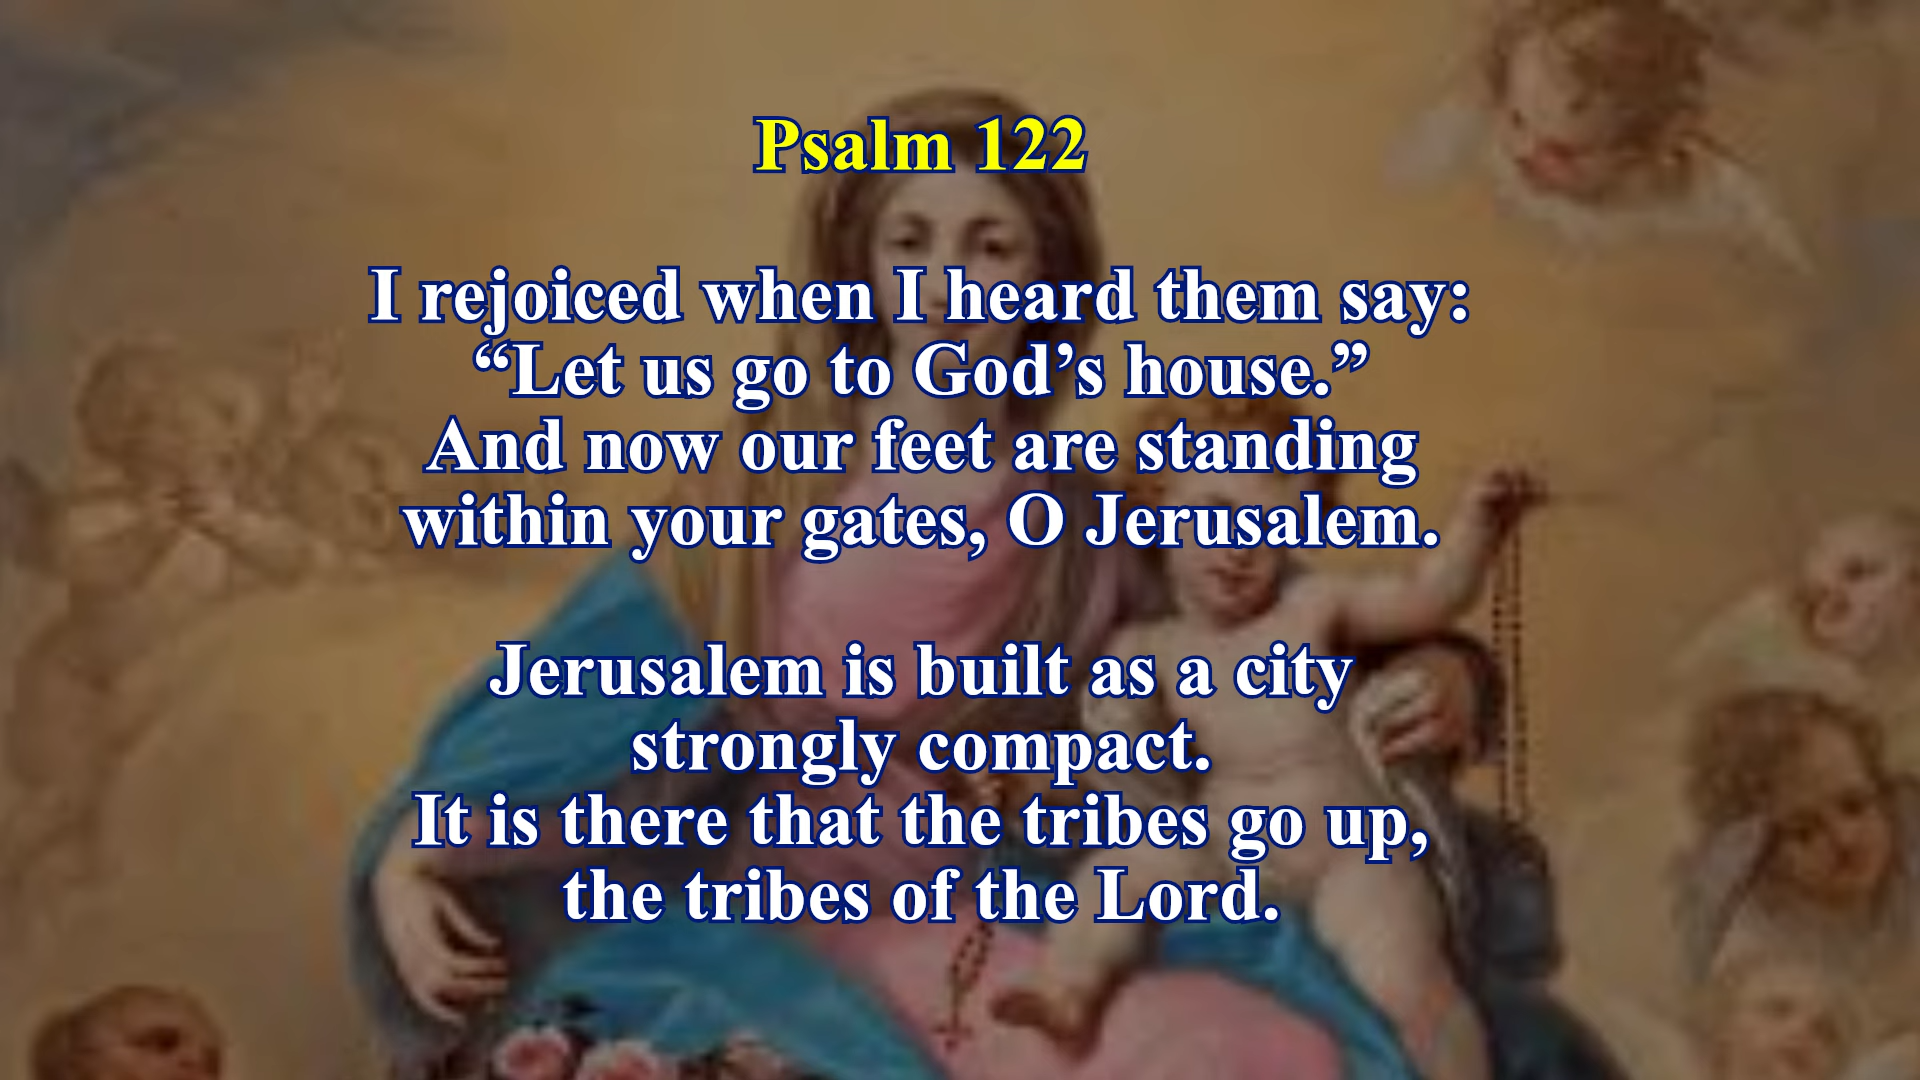 Psalm 122
I rejoiced when I heard them say:
“Let us go to God’s house.”
And now our feet are standing
within your gates, O Jerusalem.
Jerusalem is built as a city
strongly compact.
It is there that the tribes go up,
the tribes of the Lord.